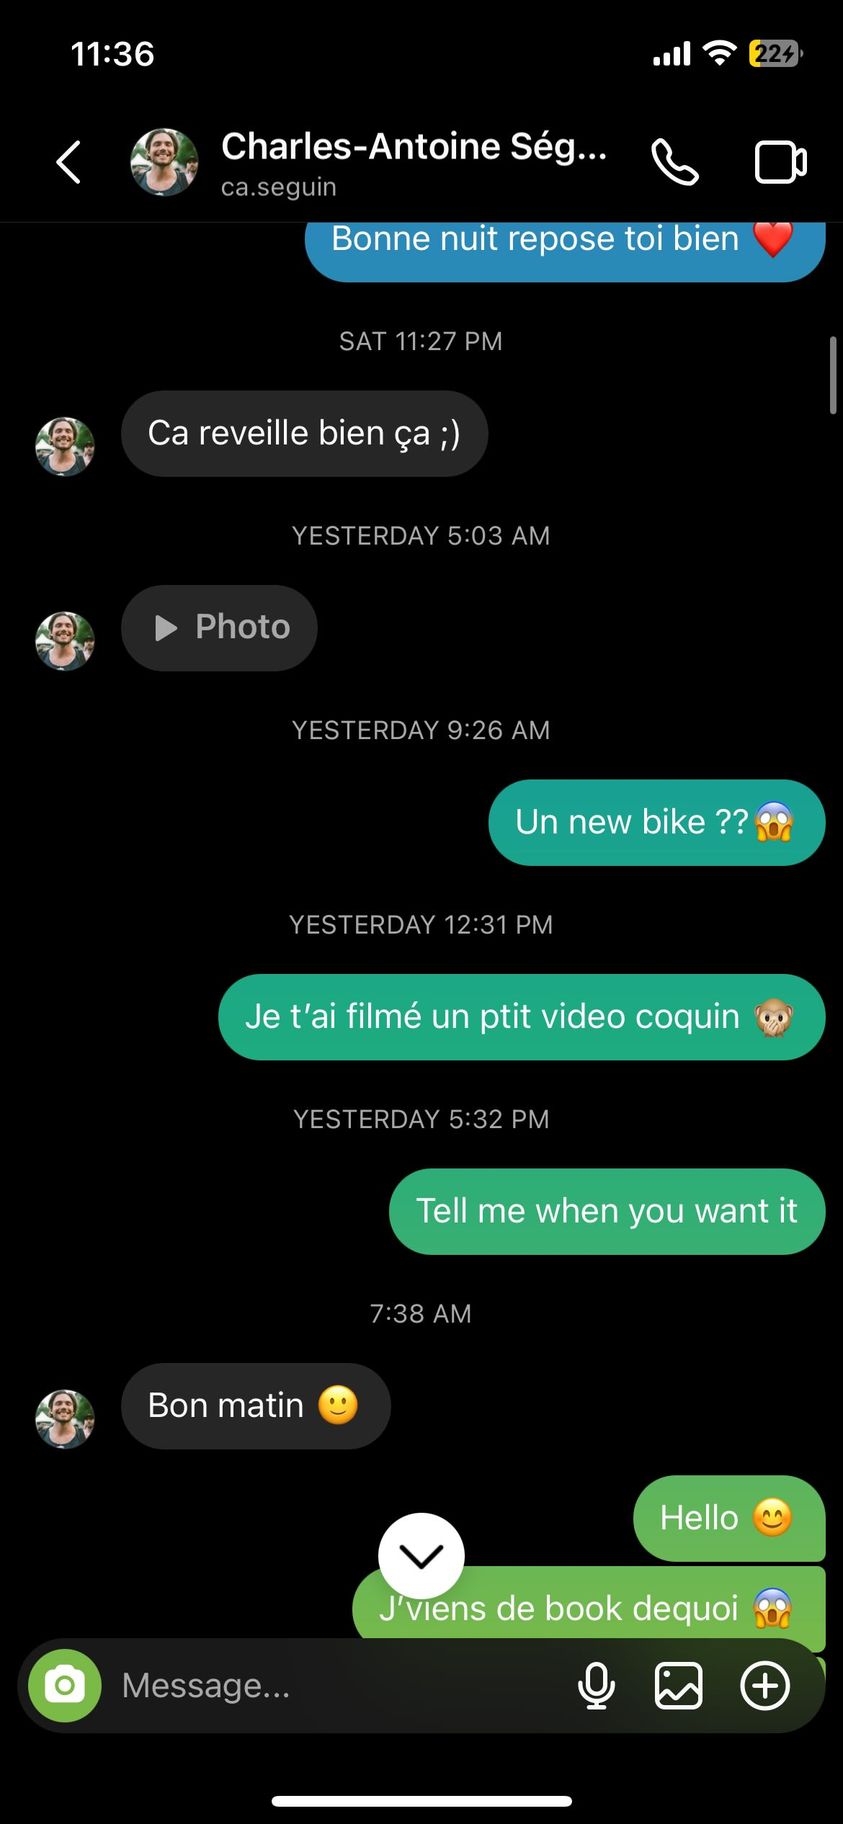 11:36
22
Charles-Antoine Ség...
ca.seguin
Bonne nuit repose toi bien ❤️
SAT 11:27 PM
Ca reveille bien ça ;)
YESTERDAY 5:03 AM
Photo
YESTERDAY 9:26 AM
Un new bike ??😱
YESTERDAY 12:31 PM
Je t’ai filmé un ptit video coquin 🙊
YESTERDAY 5:32 PM
Tell me when you want it
7:38 AM
Bon matin 🙂
Hello 😊
J’viens de book dequoi 😱
Message...